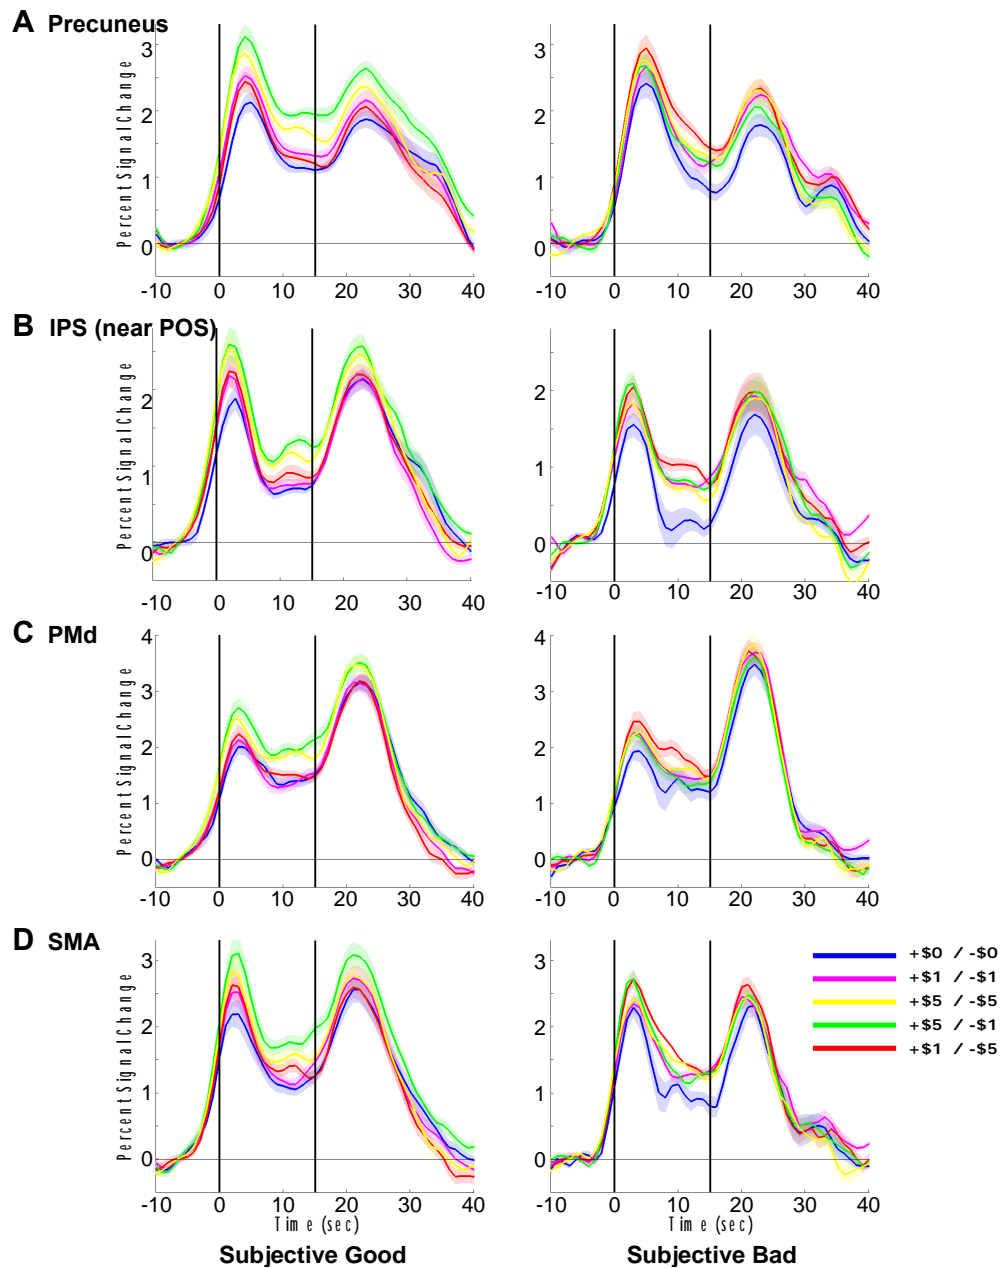 A Precuneus
Percent Signal Change
3
2
1
0
-10 0 10 20 30 40
3
2
1
0
-10 0 10 20 30 40
B IPS (near POS)
Percent Signal Change
2
1
0
-10 0 10 20 30 40
2
1
0
-10 0 10 20 30 40
C PMd
Percent Signal Change
4
3
2
1
0
-10 0 10 20 30 40
4
3
2
1
0
-10 0 10 20 30 40
D SMA
Percent Signal Change
3
2
1
0
-10 0 10 20 30 40
Time (sec)
Subjective Good
3
2
1
0
-10 0 10 20 30 40
Time (sec)
Subjective Bad
+$0 / -$0
+$1 / -$1
+$5 / -$5
+$5 / -$1
+$1 / -$5